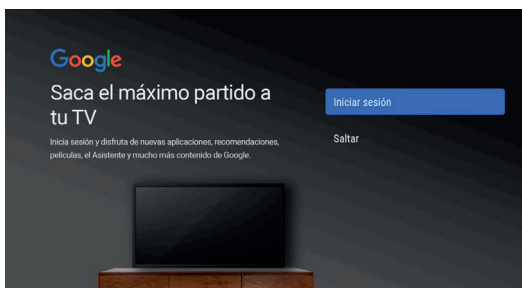 Google
Saca el máximo partido a
tu TV
Inicia sesión y disfruta de nuevas aplicaciones, recomendaciones,
películas, el Asistente y mucho más contenido de Google.
Iniciar sesión
Saltar